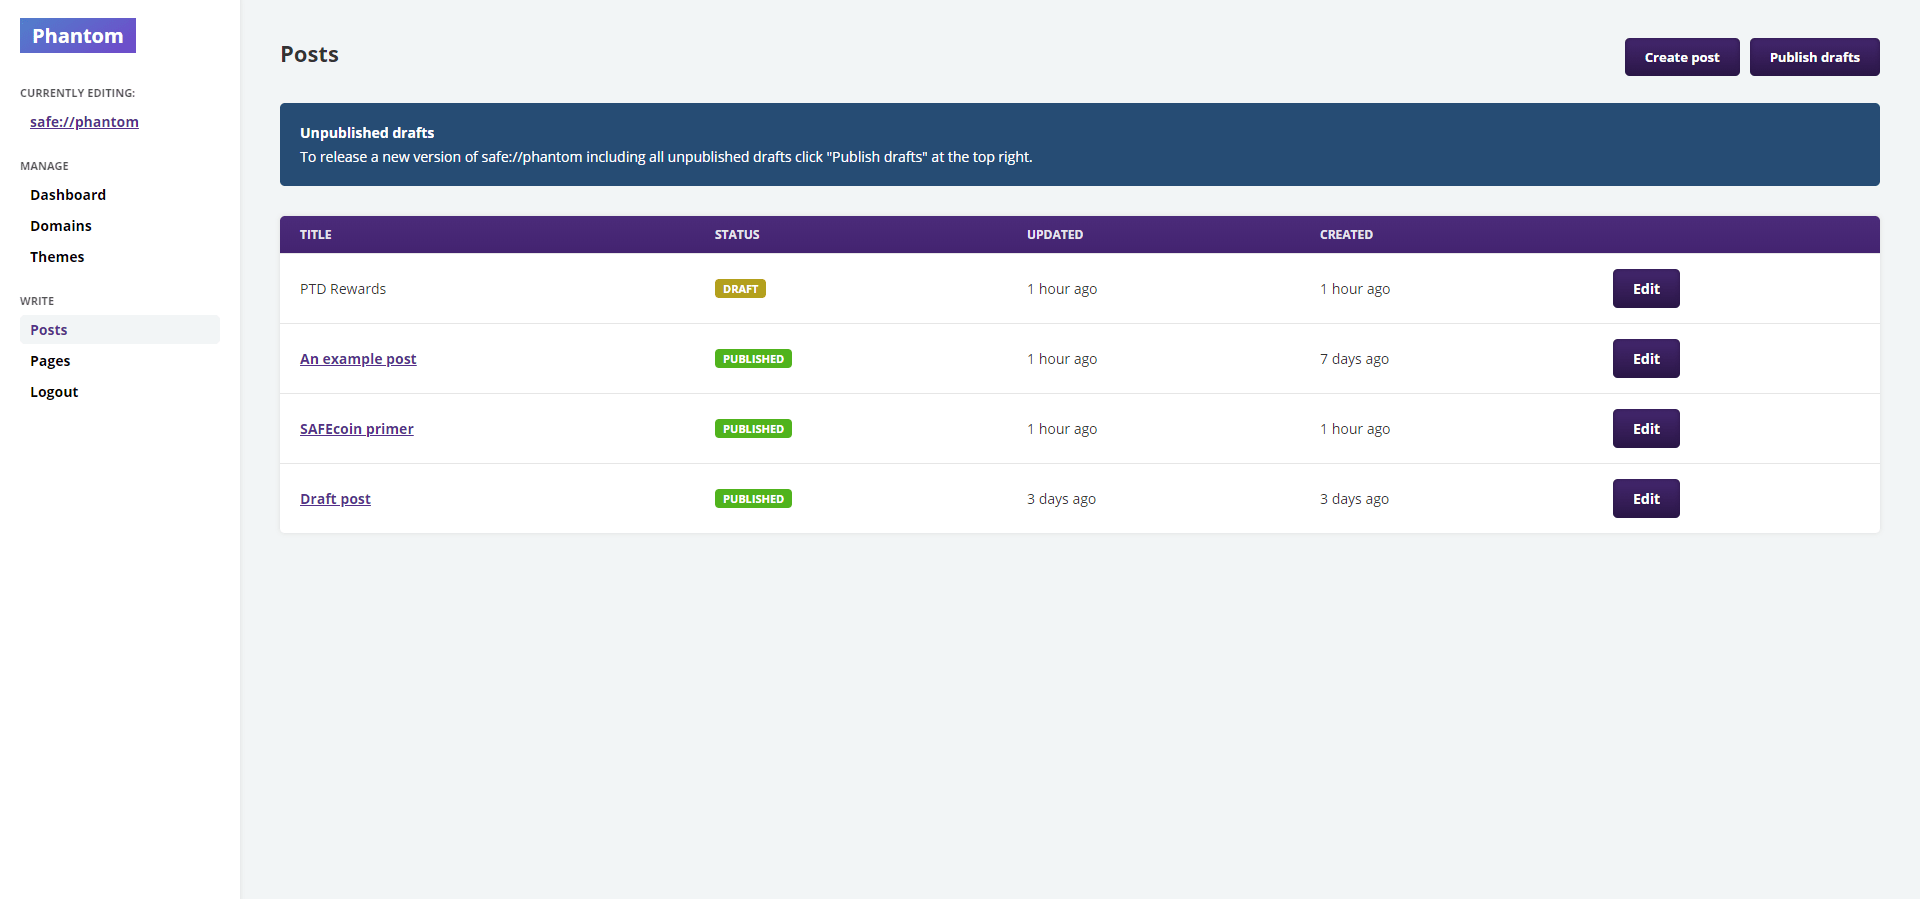 Phantom
CURRENTLY EDITING:
safe://phantom
MANAGE
Dashboard
Domains
Themes
WRITE
Posts
Pages
Logout
Posts
Create post
Publish drafts
Unpublished drafts
To release a new version of safe://phantom including all unpublished drafts click "Publish drafts" at the top right.
TITLE STATUS UPDATED CREATED
PTD Rewards DRAFT 1 hour ago 1 hour ago Edit
An example post PUBLISHED 1 hour ago 7 days ago Edit
SAFEcoin primer PUBLISHED 1 hour ago 1 hour ago Edit
Draft post PUBLISHED 3 days ago 3 days ago Edit